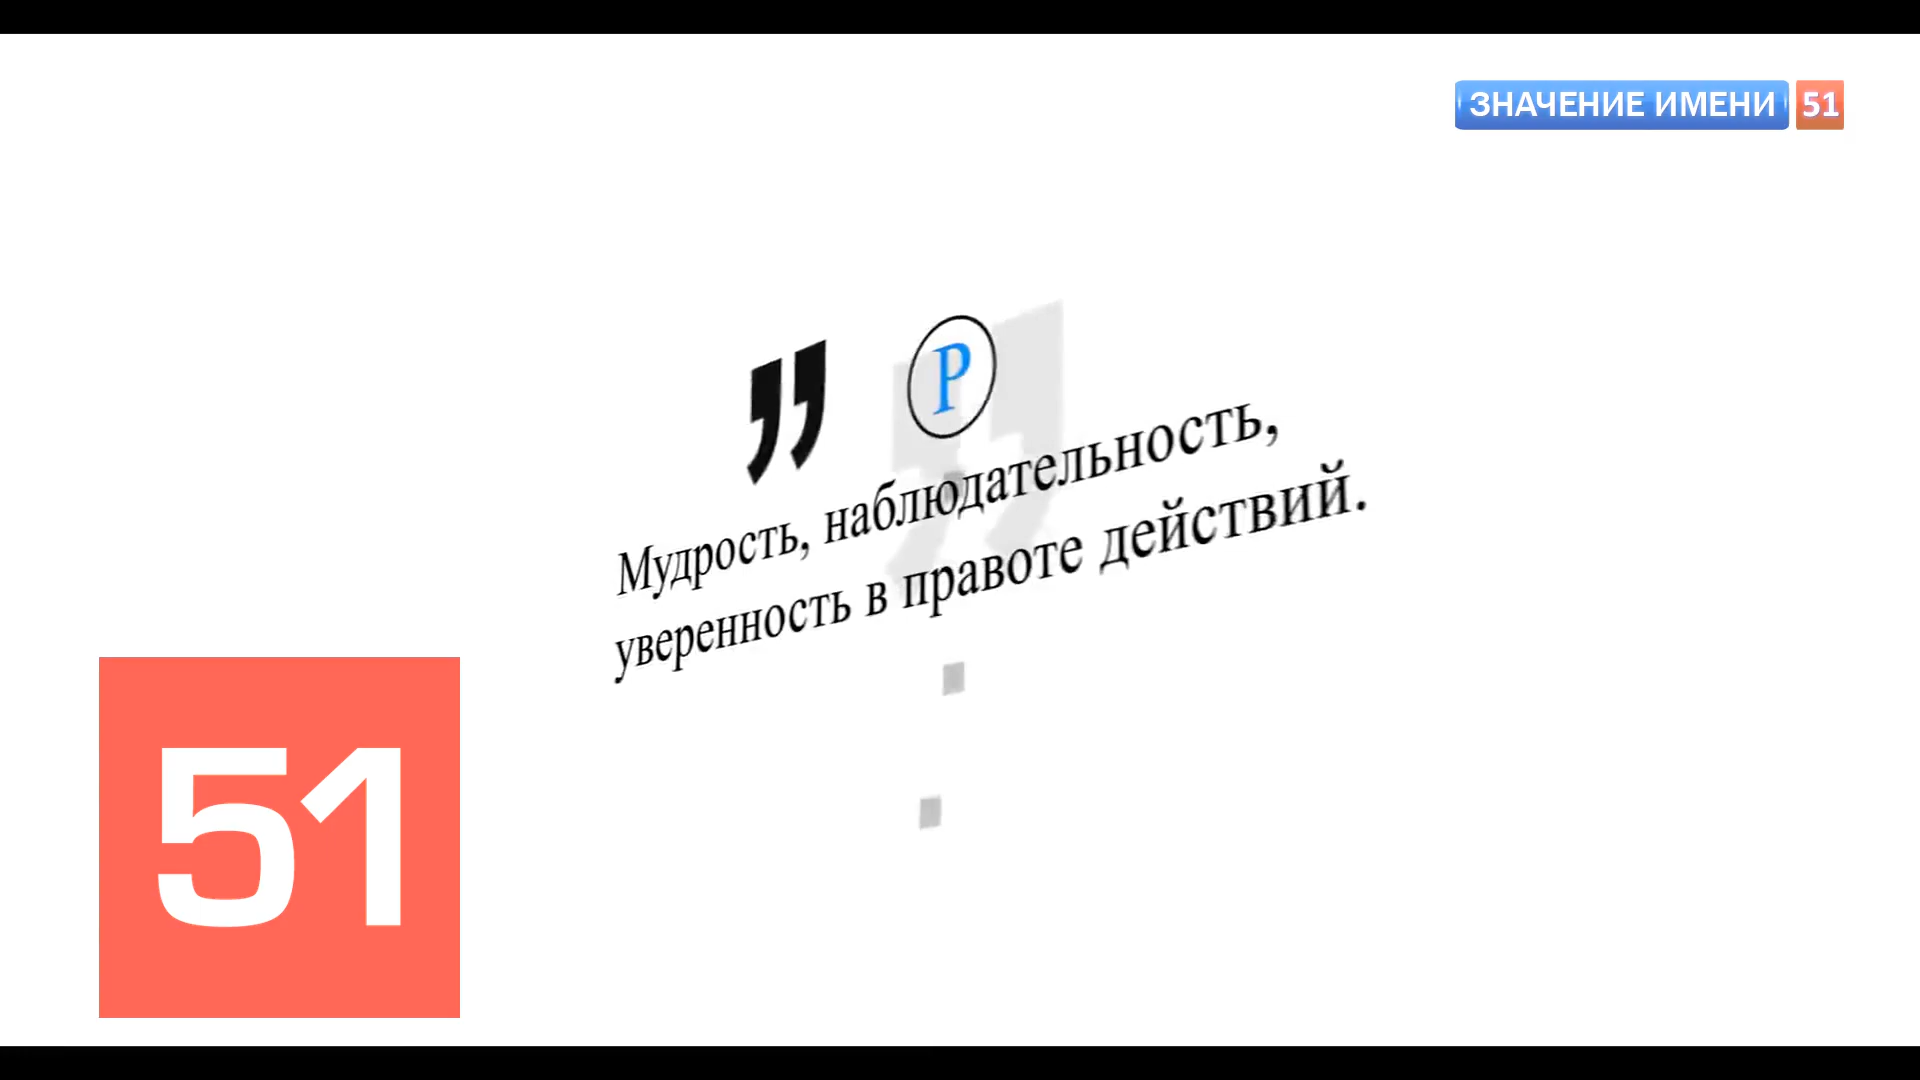 ЗНАЧЕНИЕ ИМЕНИ 51
Р
Мудрость, наблюдательность,
уверенность в правоте действий.
51